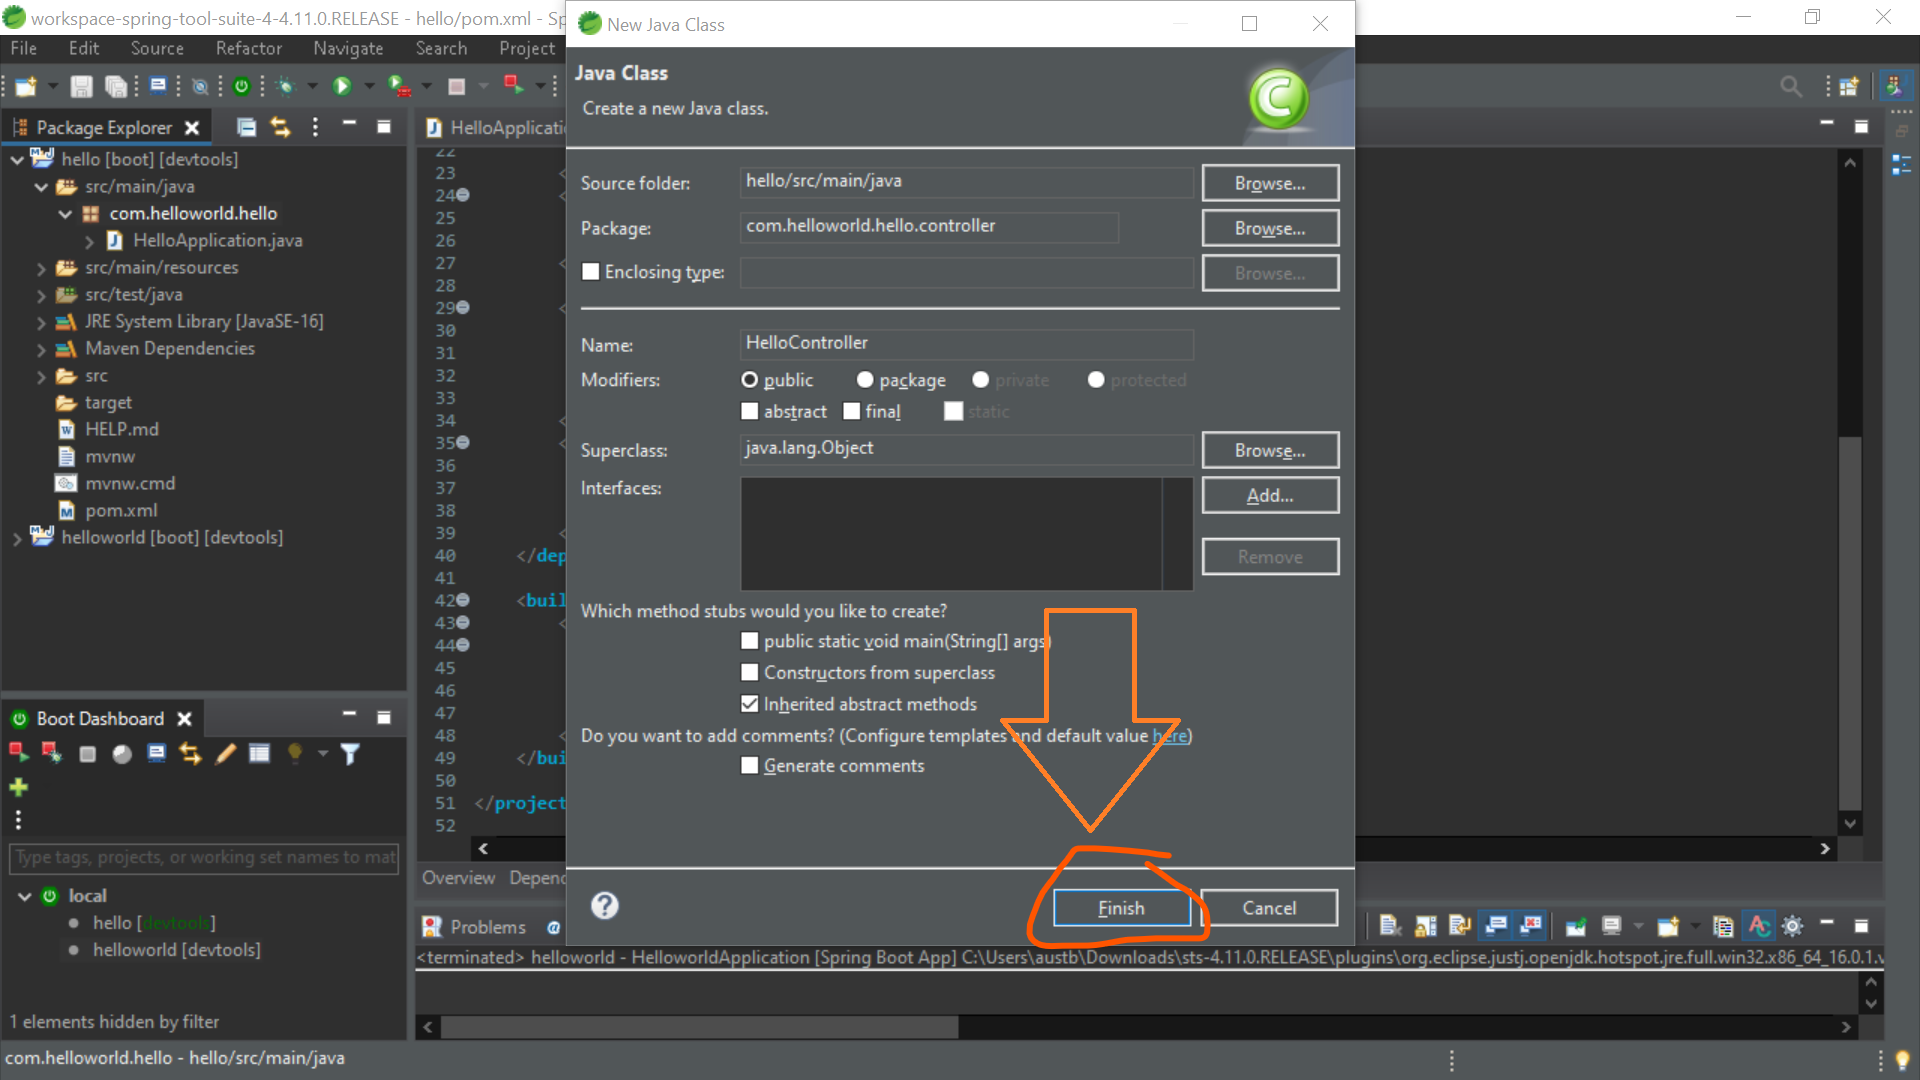 workspace-spring-tool-suite-4-4.11.0.RELEASE - hello/pom.xml - Sp
File Edit Source Refactor Navigate Search Project
Package Explorer
hello [boot] [devtools]
src/main/java
com.helloworld.hello
HelloApplication.java
src/main/resources
src/test/java
JRE System Library [JavaSE-16]
Maven Dependencies
src
target
HELP.md
mvnw
mvnw.cmd
pom.xml
helloworld [boot] [devtools]
Boot Dashboard
Type tags, projects, or working set names to mat
local
hello [devtools]
helloworld [devtools]
1 elements hidden by filter
com.helloworld.hello - hello/src/main/java
HelloApplicati
22
23 <
24 <
25
26
27 <
28
29 <
30
31
32
33
34 <
35 <
36
37
38
39 <
40 </dep
41
42 <buil
43 <
44
45
46
47
48 <
49 </bui
50
51 </project
52
Overview Depend
New Java Class
Java Class
Create a new Java class.
Source folder: hello/src/main/java Browse...
Package: com.helloworld.hello.controller Browse...
Enclosing type: Browse...
Name: HelloController
Modifiers: public package private protected
abstract final static
Superclass: java.lang.Object Browse...
Interfaces: Add...
Remove
Which method stubs would you like to create?
public static void main(String[] args)
Constructors from superclass
Inherited abstract methods
Do you want to add comments? (Configure templates and default value here)
Generate comments
? Finish Cancel
Problems @
<terminated> helloworld - HelloworldApplication [Spring Boot App] C:\Users\austb\Downloads\sts-4.11.0.RELEASE\plugins\org.eclipse.justj.openjdk.hotspot.jre.full.win32.x86_64_16.0.1.v